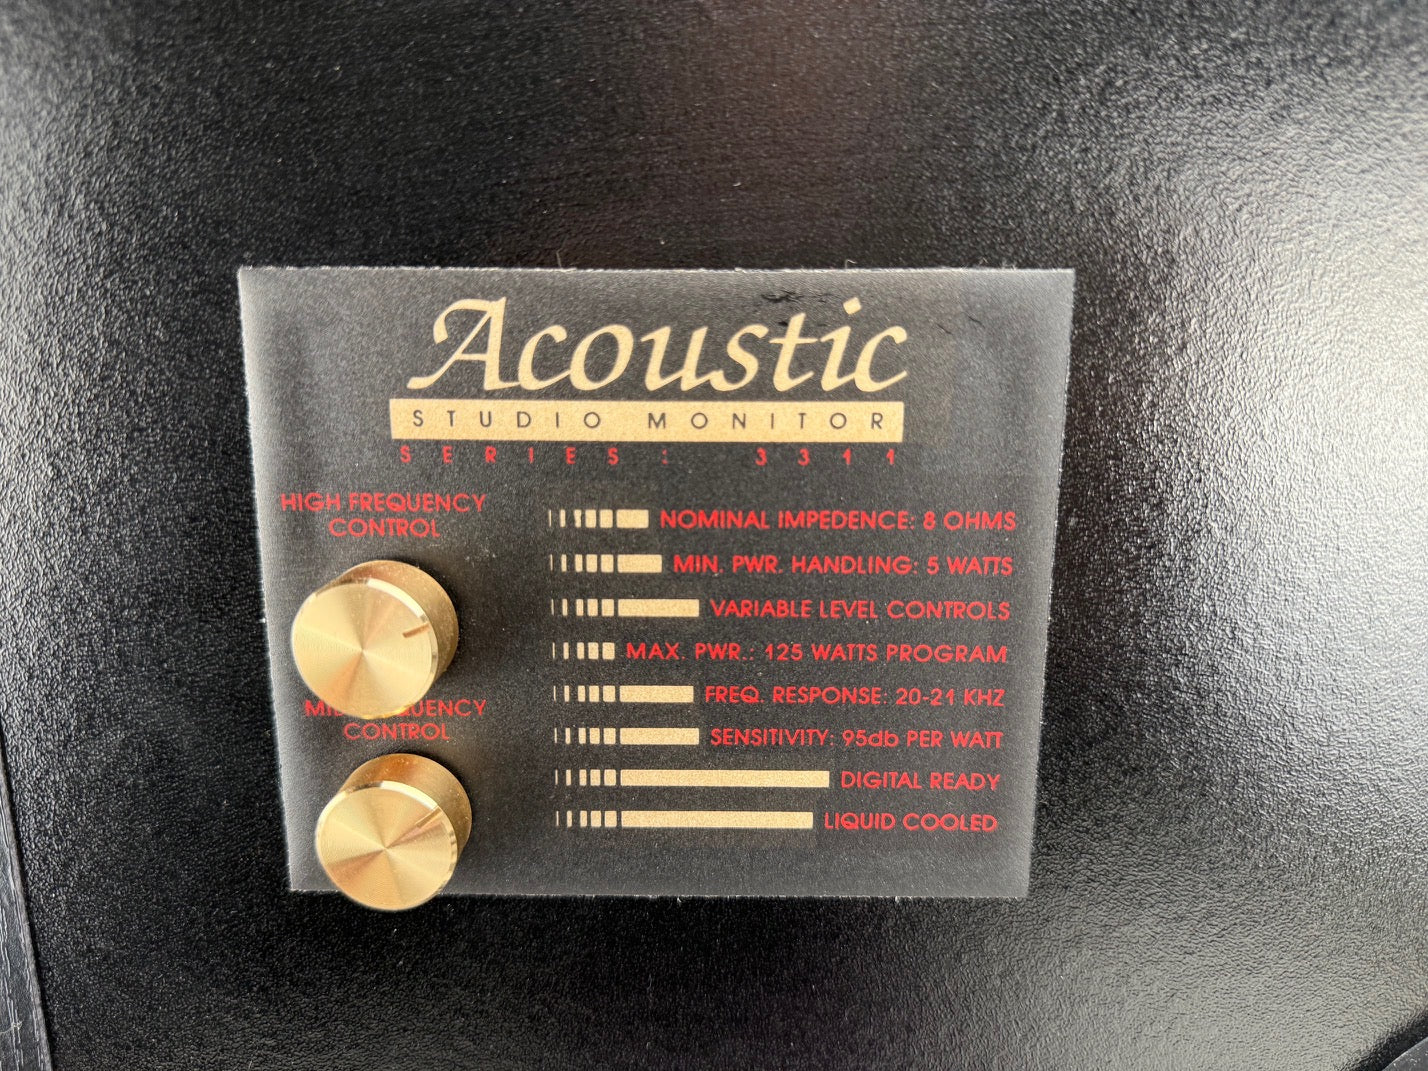 Acoustic
STUDIO MONITOR
SERIES: 3311
HIGH FREQUENCY
CONTROL
NOMINAL IMPEDENCE: 8 OHMS
MIN. PWR. HANDLING: 5 WATTS
VARIABLE LEVEL CONTROLS
MAX. PWR.: 125 WATTS PROGRAM
FREQ. RESPONSE: 20-21 KHZ
SENSITIVITY: 95db PER WATT
DIGITAL READY
LIQUID COOLED
CONTROL